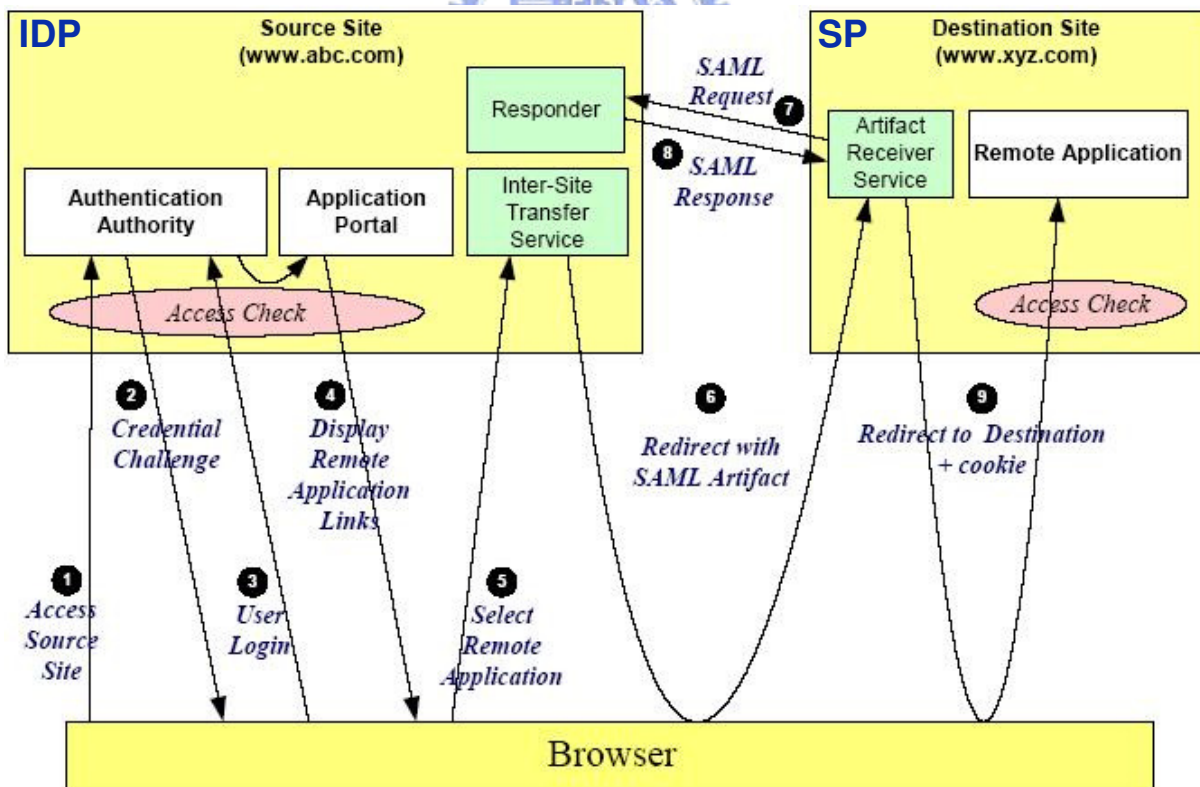 IDP
Source Site
(www.abc.com)
SP
Destination Site
(www.xyz.com)
SAML
Request
7
8
SAML
Response
Responder
Artifact
Receiver
Service
Remote Application
Authentication
Authority
Application
Portal
Inter-Site
Transfer
Service
Access Check
Access Check
2
Credential
Challenge
4
Display
Remote
Application
Links
6
Redirect with
SAML Artifact
9
Redirect to Destination
+ cookie
1
Access
Source
Site
3
User
Login
5
Select
Remote
Application
Browser